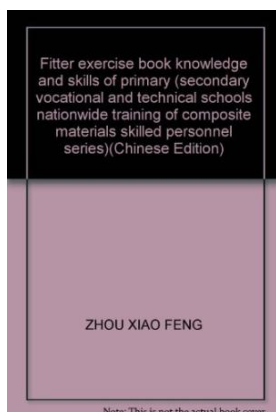 Fitter exercise book knowledge
and skills of primary (secondary
vocational and technical schools
nationwide training of composite
materials skilled personnel
series)(Chinese Edition)
ZHOU XIAO FENG
Note: This is not the actual book cover